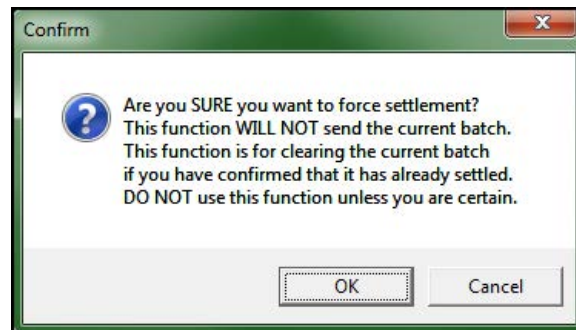 Confirm
Are you SURE you want to force settlement?
This function WILL NOT send the current batch.
This function is for clearing the current batch
if you have confirmed that it has already settled.
DO NOT use this function unless you are certain.
OK
Cancel